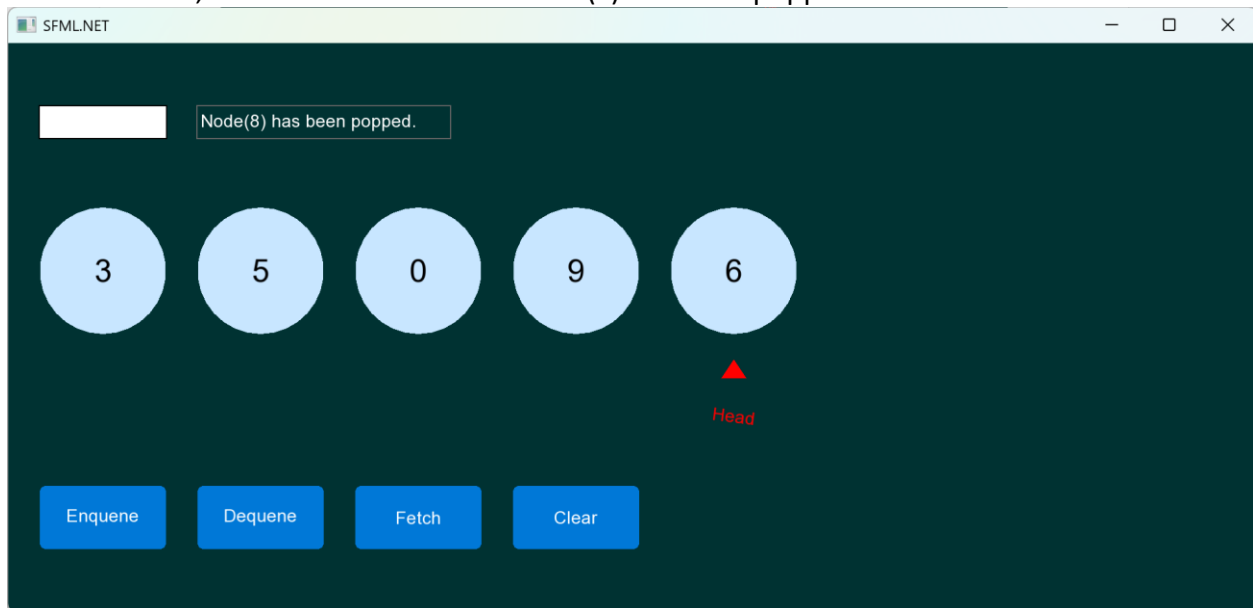 SFML.NET
Node(8) has been popped.
3 5 0 9 6
Head
Enquene Dequene Fetch Clear